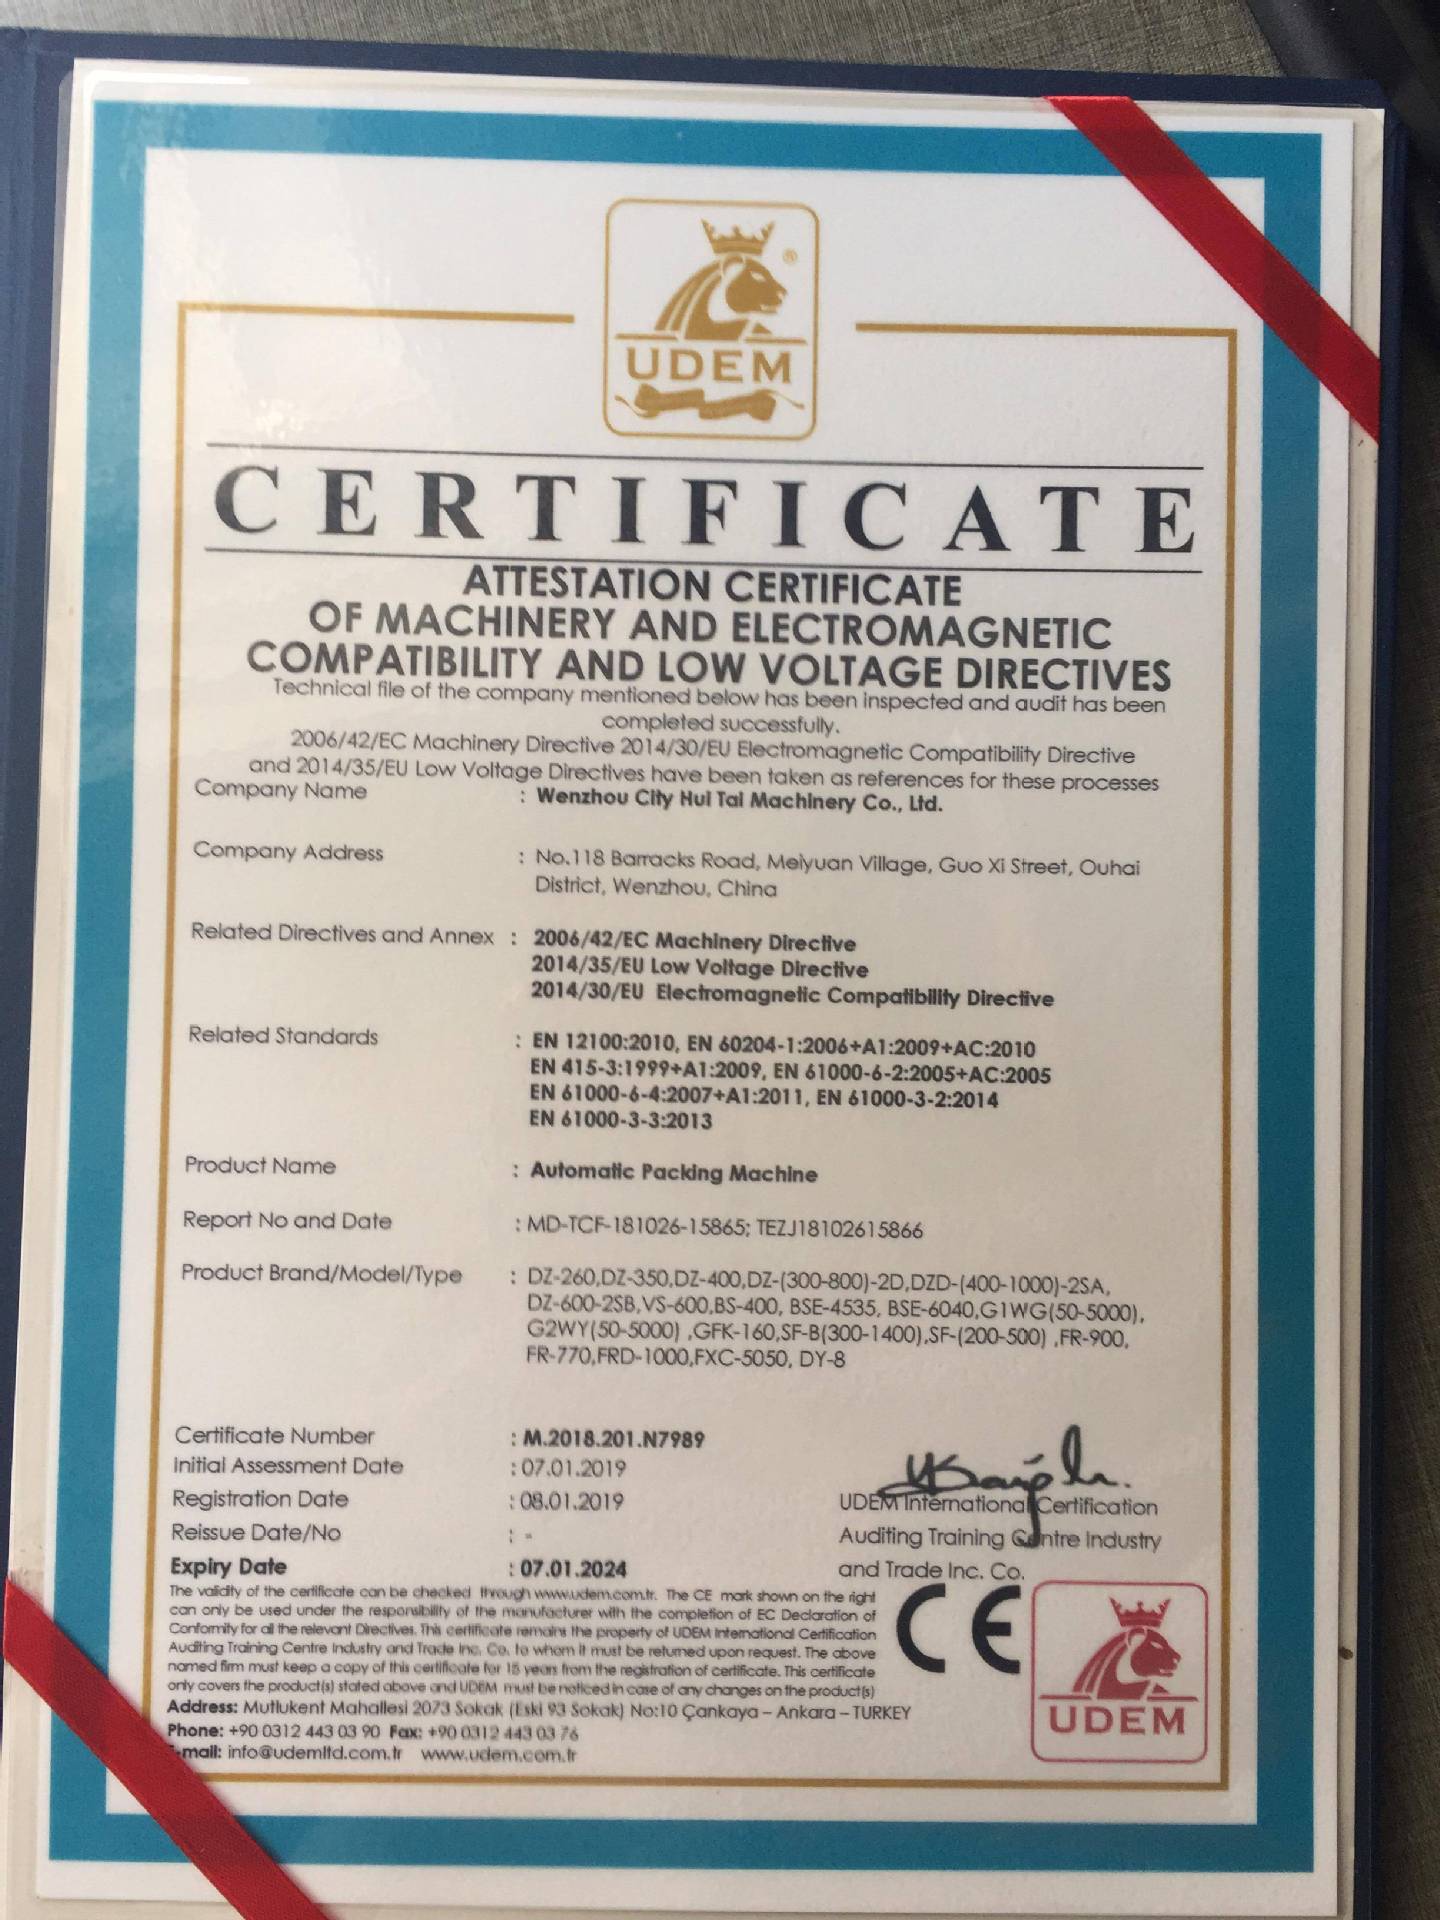 UDEM
®
CERTIFICATE
ATTESTATION CERTIFICATE
OF MACHINERY AND ELECTROMAGNETIC
COMPATIBILITY AND LOW VOLTAGE DIRECTIVES
Technical file of the company mentioned below has been inspected and audit has been
completed successfully.
2006/42/EC Machinery Directive 2014/30/EU Electromagnetic Compatibility Directive
and 2014/35/EU Low Voltage Directives have been taken as references for these processes
Company Name : Wenzhou City Hui Tai Machinery Co., Ltd.
Company Address : No.118 Barracks Road, Meiyuan Village, Guo Xi Street, Ouhai
District, Wenzhou, China
Related Directives and Annex : 2006/42/EC Machinery Directive
2014/35/EU Low Voltage Directive
2014/30/EU Electromagnetic Compatibility Directive
Related Standards : EN 12100:2010, EN 60204-1:2006+A1:2009+AC:2010
EN 415-3:1999+A1:2009, EN 61000-6-2:2005+AC:2005
EN 61000-6-4:2007+A1:2011, EN 61000-3-2:2014
EN 61000-3-3:2013
Product Name : Automatic Packing Machine
Report No and Date : MD-TCF-181026-15865; TEZJ18102615866
Product Brand/Model/Type : DZ-260,DZ-350,DZ-400,DZ-(300-800)-2D,DZD-(400-1000)-2SA,
DZ-600-2SB,VS-600,BS-400, BSE-4535, BSE-6040,G1WG(50-5000),
G2WY(50-5000) ,GFK-160,SF-B(300-1400),SF-(200-500) ,FR-900,
FR-770,FRD-1000,FXC-5050, DY-8
Certificate Number : M.2018.201.N7989
Initial Assessment Date : 07.01.2019
Registration Date : 08.01.2019
Reissue Date/No : -
Expiry Date : 07.01.2024
UDEM International Certification
Auditing Training Centre Industry
and Trade Inc. Co.
The validity of the certificate can be checked through www.udem.com.tr. The CE mark shown on the right
can only be used under the responsibility of the manufacturer with the completion of EC Declaration of
Conformity for all the relevant Directives. This certificate remains the property of UDEM International Certification
Auditing Training Centre Industry and Trade Inc. Co. to whom it must be returned upon request. The above
named firm must keep a copy of this certificate for 15 years from the registration of certificate. This certificate
only covers the product(s) stated above and UDEM must be noticed in case of any changes on the product(s)
Address: Mutlukent Mahallesi 2073 Sokak (Eski 93 Sokak) No:10 Çankaya – Ankara – TURKEY
Phone: +90 0312 443 03 90 Fax: +90 0312 443 03 76
E-mail: info@udemltd.com.tr www.udem.com.tr
CE
UDEM